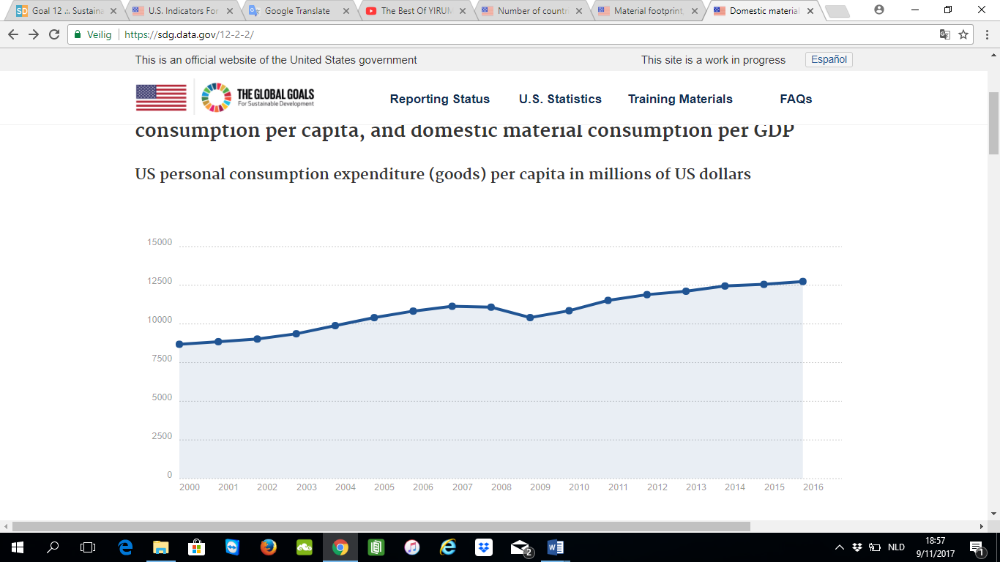 Goal 12 .:. Sustaina
U.S. Indicators For
Google Translate
The Best Of YIRUM
Number of countr
Material footprint,
Domestic material
Veilig https://sdg.data.gov/12-2-2/
This is an official website of the United States government
This site is a work in progress
Español
THE GLOBAL GOALS
For Sustainable Development
Reporting Status
U.S. Statistics
Training Materials
FAQs
consumption per capita, and domestic material consumption per GDP
US personal consumption expenditure (goods) per capita in millions of US dollars
15000
12500
10000
7500
5000
2500
0
2000 2001 2002 2003 2004 2005 2006 2007 2008 2009 2010 2011 2012 2013 2014 2015 2016
2
NLD
18:57
9/11/2017
1